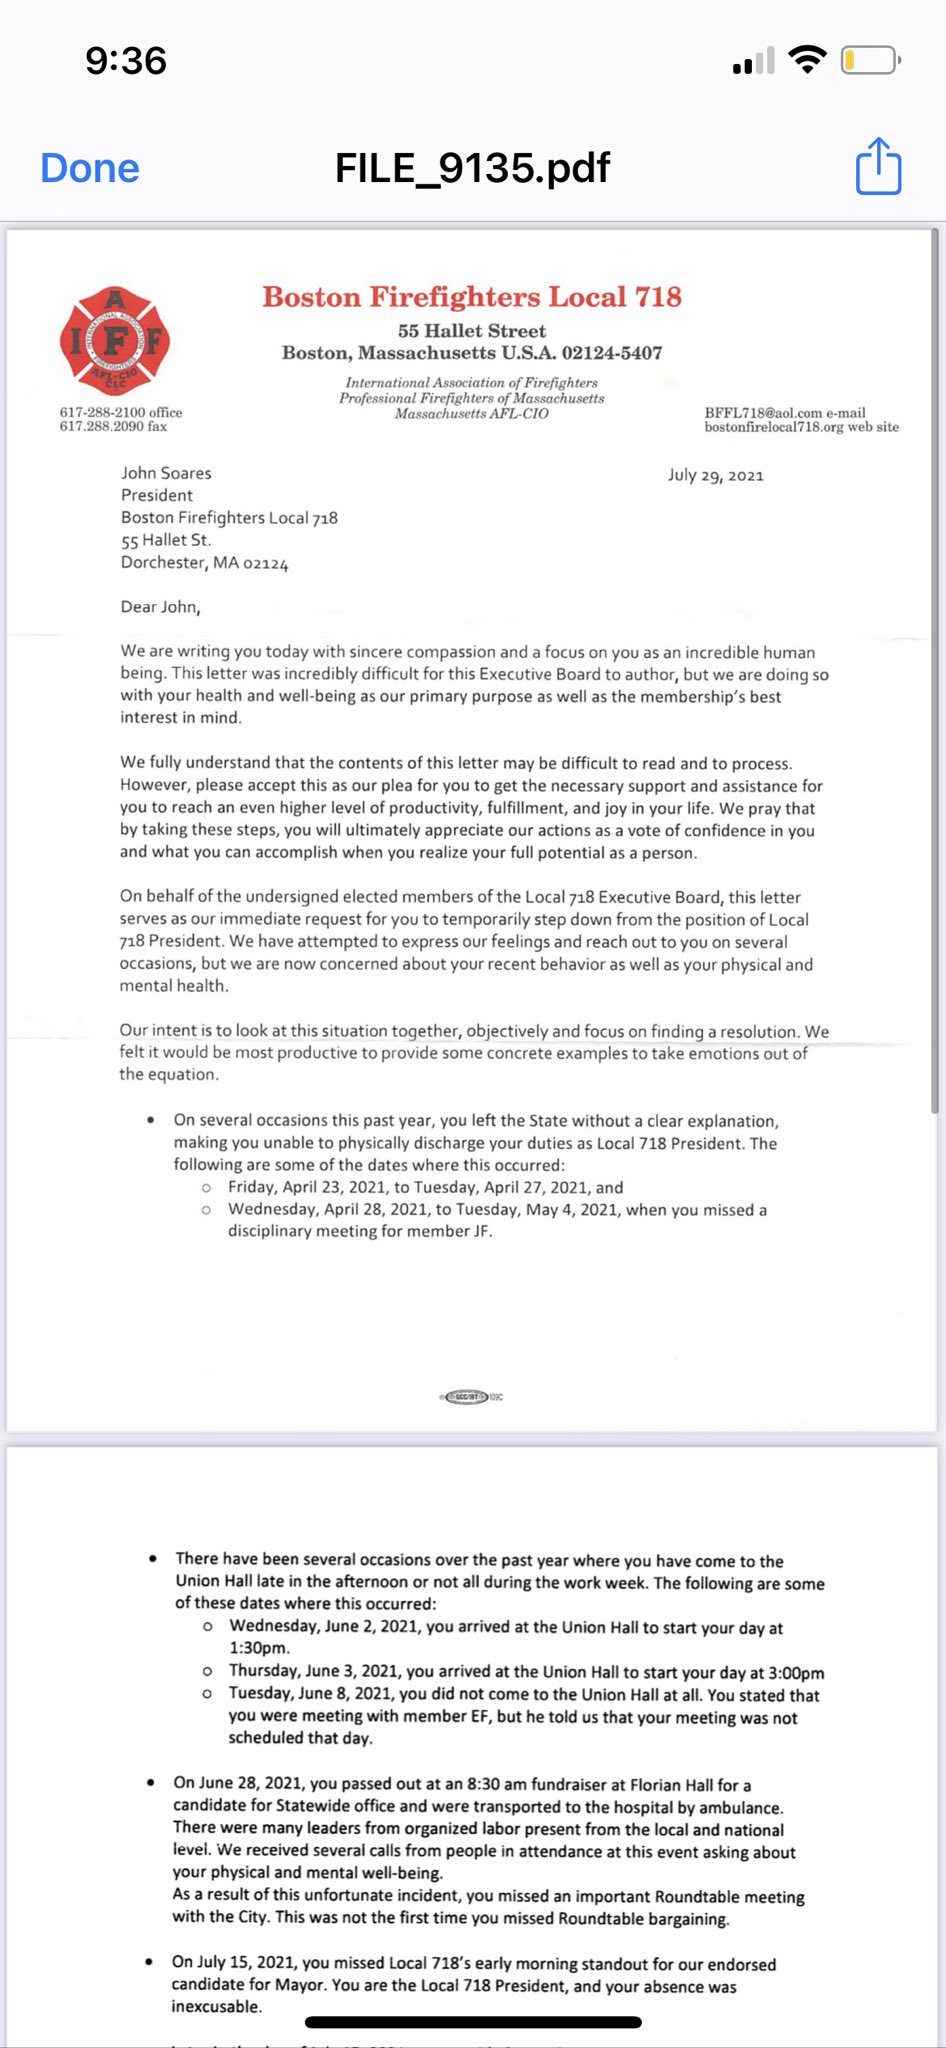 9:36
Done
FILE_9135.pdf
Boston Firefighters Local 718
55 Hallet Street
Boston, Massachusetts U.S.A. 02124-5407
International Association of Firefighters
Professional Firefighters of Massachusetts
Massachusetts AFL-CIO
A
I F F
INTERNATIONAL ASSOCIATION
FIREFIGHTERS
AFL-CIO
CLC
617-288-2100 office
617.288.2090 fax
BFFL718@aol.com e-mail
bostonfirelocal718.org web site
John Soares
July 29, 2021
President
Boston Firefighters Local 718
55 Hallet St.
Dorchester, MA 02124
Dear John,
We are writing you today with sincere compassion and a focus on you as an incredible human
being. This letter was incredibly difficult for this Executive Board to author, but we are doing so
with your health and well-being as our primary purpose as well as the membership's best
interest in mind.
We fully understand that the contents of this letter may be difficult to read and to process.
However, please accept this as our plea for you to get the necessary support and assistance for
you to reach an even higher level of productivity, fulfillment, and joy in your life. We pray that
by taking these steps, you will ultimately appreciate our actions as a vote of confidence in you
and what you can accomplish when you realize your full potential as a person.
On behalf of the undersigned elected members of the Local 718 Executive Board, this letter
serves as our immediate request for you to temporarily step down from the position of Local
718 President. We have attempted to express our feelings and reach out to you on several
occasions, but we are now concerned about your recent behavior as well as your physical and
mental health.
Our intent is to look at this situation together, objectively and focus on finding a resolution. We
felt it would be most productive to provide some concrete examples to take emotions out of
the equation.
• On several occasions this past year, you left the State without a clear explanation,
making you unable to physically discharge your duties as Local 718 President. The
following are some of the dates where this occurred:
o Friday, April 23, 2021, to Tuesday, April 27, 2021, and
o Wednesday, April 28, 2021, to Tuesday, May 4, 2021, when you missed a
disciplinary meeting for member JF.
• There have been several occasions over the past year where you have come to the
Union Hall late in the afternoon or not all during the work week. The following are some
of these dates where this occurred:
o Wednesday, June 2, 2021, you arrived at the Union Hall to start your day at
1:30pm.
o Thursday, June 3, 2021, you arrived at the Union Hall to start your day at 3:00pm
o Tuesday, June 8, 2021, you did not come to the Union Hall at all. You stated that
you were meeting with member EF, but he told us that your meeting was not
scheduled that day.
• On June 28, 2021, you passed out at an 8:30 am fundraiser at Florian Hall for a
candidate for Statewide office and were transported to the hospital by ambulance.
There were many leaders from organized labor present from the local and national
level. We received several calls from people in attendance at this event asking about
your physical and mental well-being.
As a result of this unfortunate incident, you missed an important Roundtable meeting
with the City. This was not the first time you missed Roundtable bargaining.
• On July 15, 2021, you missed Local 718's early morning standout for our endorsed
candidate for Mayor. You are the Local 718 President, and your absence was
inexcusable.